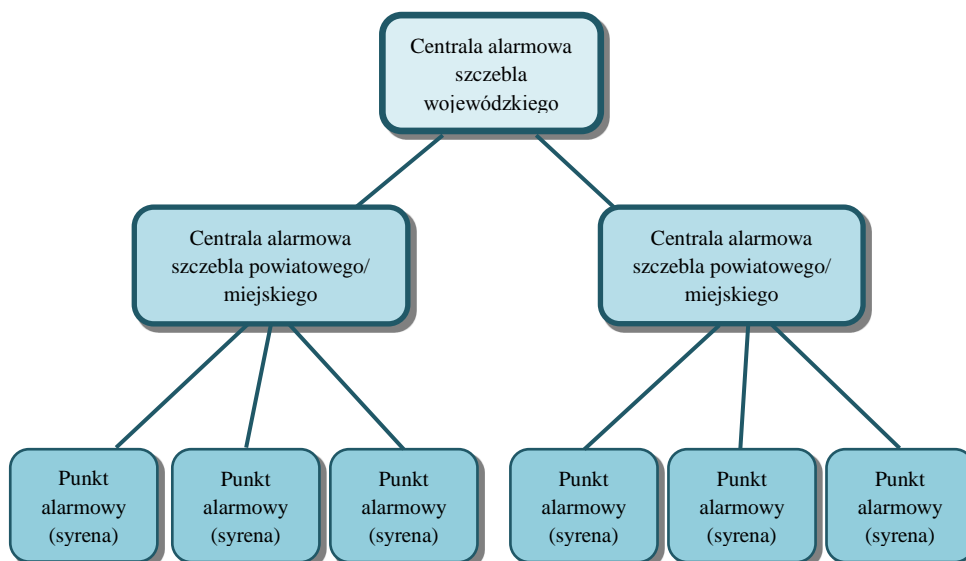 Centrala alarmowa
szczebla
wojewódzkiego
Centrala alarmowa
szczebla powiatowego/
miejskiego
Centrala alarmowa
szczebla powiatowego/
miejskiego
Punkt
alarmowy
(syrena)
Punkt
alarmowy
(syrena)
Punkt
alarmowy
(syrena)
Punkt
alarmowy
(syrena)
Punkt
alarmowy
(syrena)
Punkt
alarmowy
(syrena)